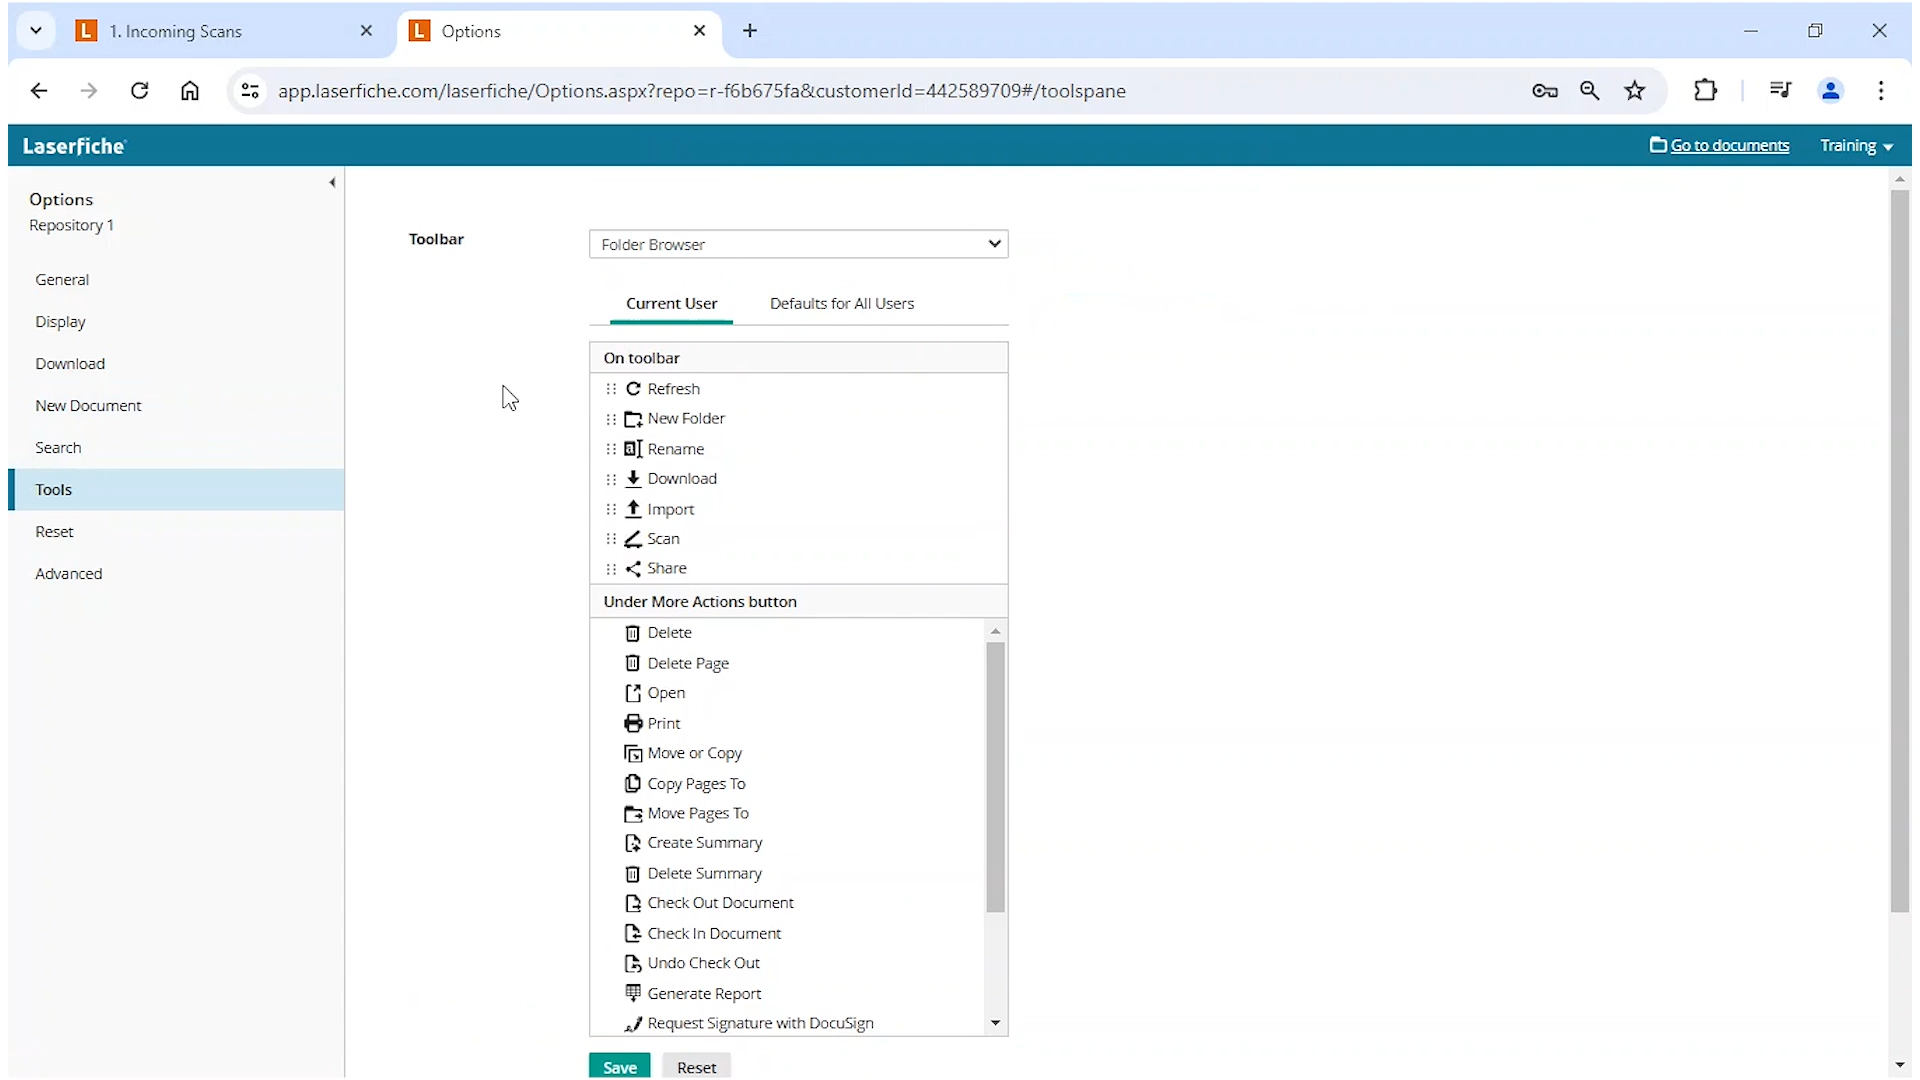 1. Incoming Scans
Options
app.laserfiche.com/laserfiche/Options.aspx?repo=r-f6b675fa&customerId=442589709#/toolspane
Laserfiche
Go to documents
Training
Options
Repository 1
General
Display
Download
New Document
Search
Tools
Reset
Advanced
Toolbar
Folder Browser
Current User
Defaults for All Users
On toolbar
Refresh
New Folder
Rename
Download
Import
Scan
Share
Under More Actions button
Delete
Delete Page
Open
Print
Move or Copy
Copy Pages To
Move Pages To
Create Summary
Delete Summary
Check Out Document
Check In Document
Undo Check Out
Generate Report
Request Signature with DocuSign
Save
Reset